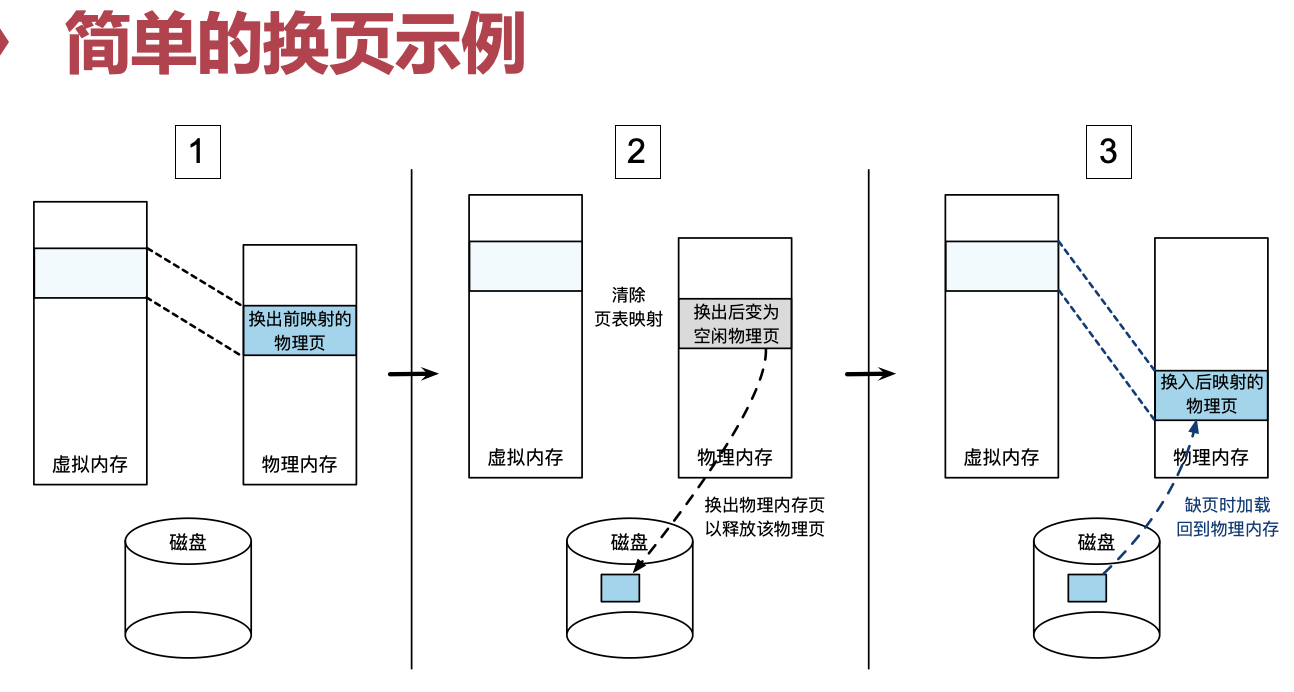 简单的换页示例
1
换出前映射的
物理页
虚拟内存
物理内存
磁盘
2
清除
页表映射
换出后变为
空闲物理页
虚拟内存
物理内存
换出物理内存页
以释放该物理页
磁盘
3
换入后映射的
物理页
虚拟内存
物理内存
缺页时加载
回到物理内存
磁盘